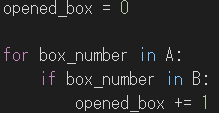 opened_box = 0

for box_number in A:
    if box_number in B:
        opened_box += 1